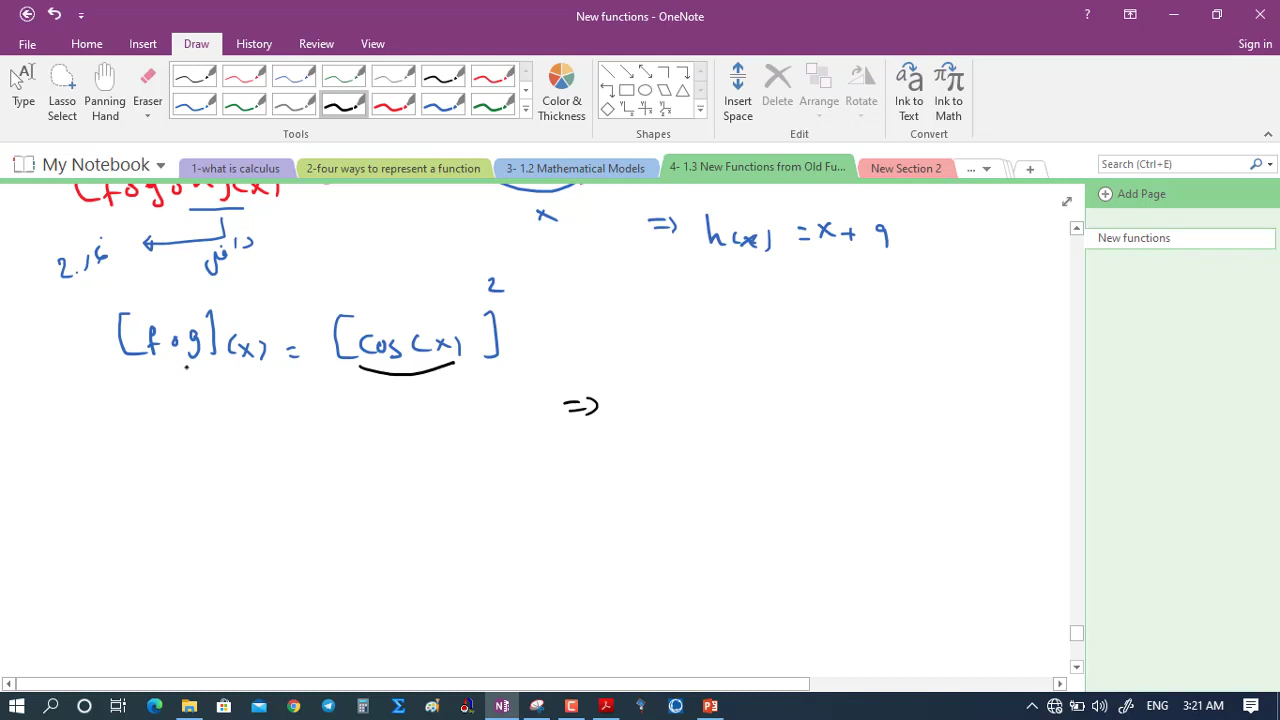 New functions - OneNote
? 
File Home Insert Draw History Review View Sign in
Type
Lasso Select
Panning Hand
Eraser
Color & Thickness
Insert Space
Delete
Arrange
Rotate
Ink to Text
Ink to Math
Tools Shapes Edit Convert
My Notebook 1-what is calculus 2-four ways to represent a function 3- 1.2 Mathematical Models 4- 1.3 New Functions from Old Fu... New Section 2 ... + Search (Ctrl+E)
Add Page
New functions
(x)
x
⇒ h(x) = x + 9
[f o g](x) = [cos(x)]²
⇒
ENG 3:21 AM